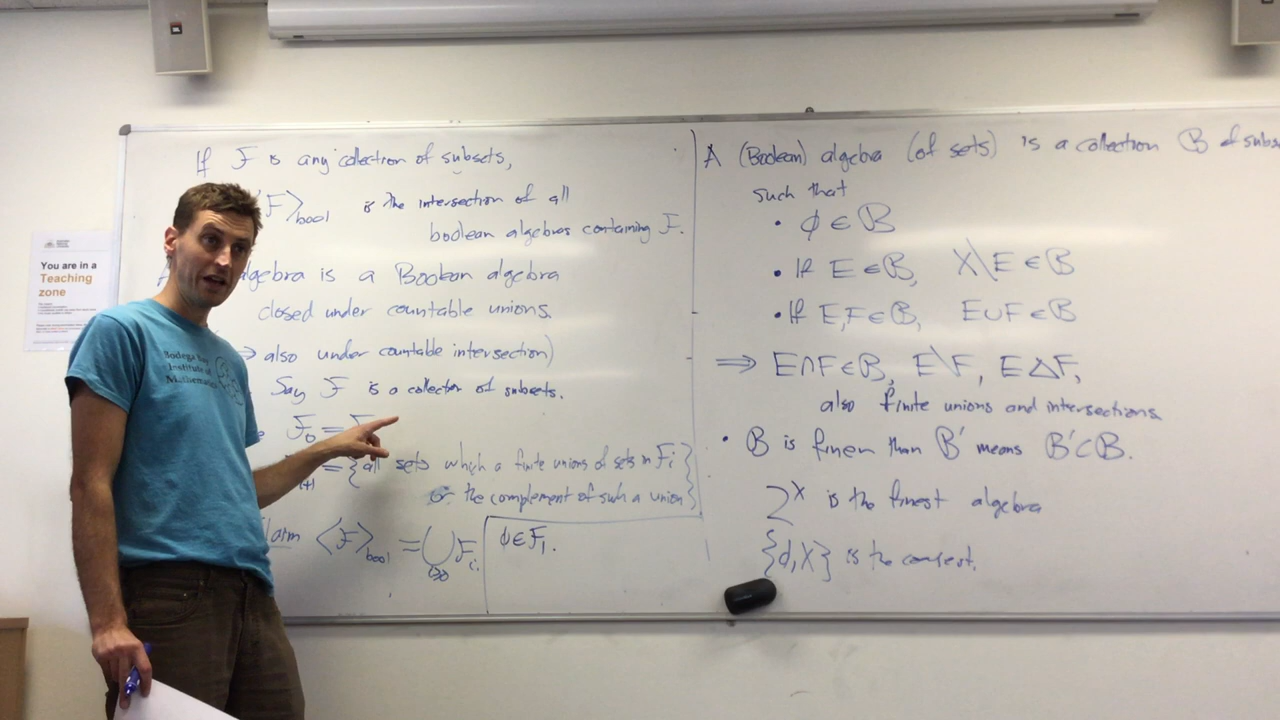 You are in a
Teaching
zone
Bodega Bay
Institute of
Mathematics
If F is any collection of subsets,
F⟩bool is the intersection of all
boolean algebras containing F.
A algebra is a Boolean algebra
closed under countable unions.
⇒ also under countable intersection)
Say F is a collection of subsets.
F₀ =
i+1 = {all sets which a finite unions of sets in Fi
or the complement of such a union}
Claim ⟨F⟩bool = ⋃i≥0 Fi.
∅ ∈ F₁.
A (Boolean) algebra (of sets) is a collection B of subs
such that
• ∅ ∈ B
• If E ∈ B, X\E ∈ B
• If E,F ∈ B, E∪F ∈ B
⇒ E∩F ∈ B, E\F, E△F,
also finite unions and intersections
• B is finer than B' means B' ⊂ B.
2^X is the finest algebra
{∅,X} is the coarsest.